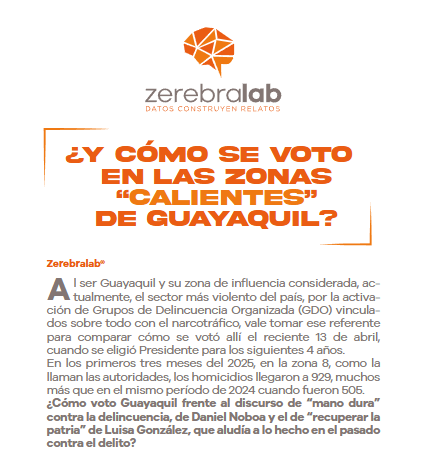 zerebralab
DATOS CONSTRUYEN RELATOS
¿Y CÓMO SE VOTO
EN LAS ZONAS
“CALIENTES”
DE GUAYAQUIL?
Zerebralab®
Al ser Guayaquil y su zona de influencia considerada, ac-
tualmente, el sector más violento del país, por la activa-
ción de Grupos de Delincuencia Organizada (GDO) vincula-
dos sobre todo con el narcotráfico, vale tomar ese referente
para comparar cómo se votó allí el reciente 13 de abril,
cuando se eligió Presidente para los siguientes 4 años.
En los primeros tres meses del 2025, en la zona 8, como la
llaman las autoridades, los homicidios llegaron a 929, muchos
más que en el mismo período de 2024 cuando fueron 505.
¿Cómo voto Guayaquil frente al discurso de “mano dura”
contra la delincuencia, de Daniel Noboa y el de “recuperar la
patria” de Luisa González, que aludía a lo hecho en el pasado
contra el delito?